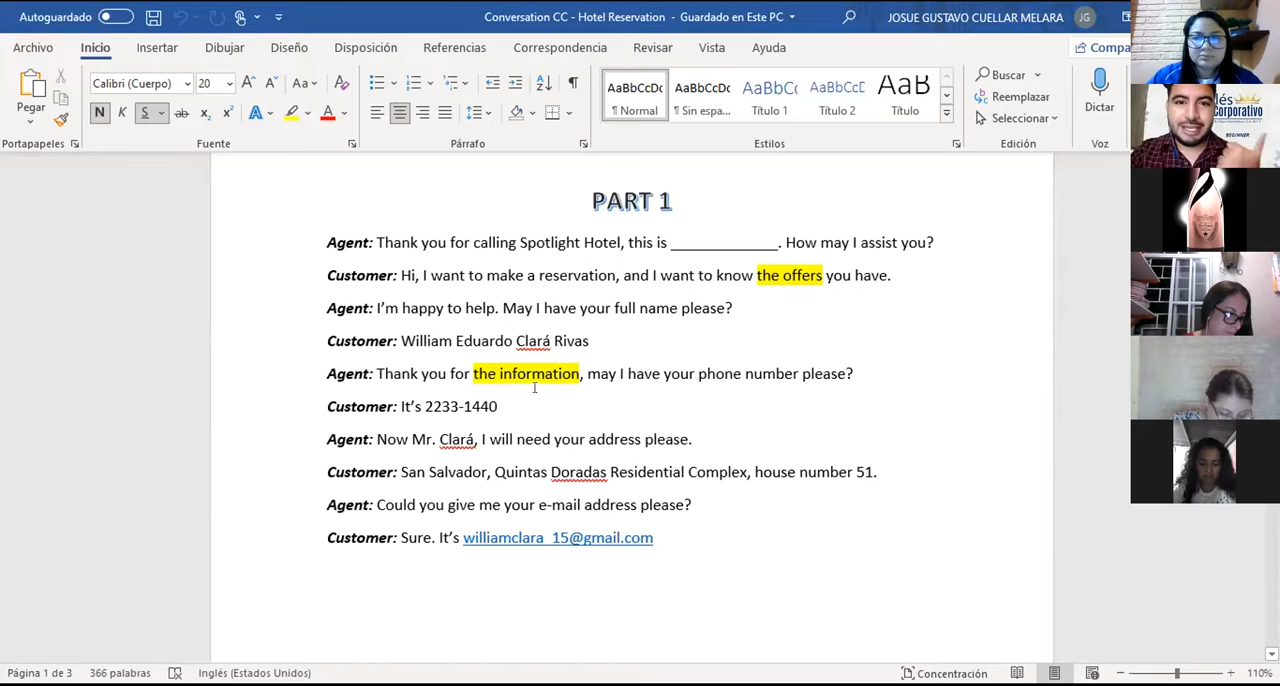 Autoguardado
Conversation CC - Hotel Reservation - Guardado en Este PC
JOSUE GUSTAVO CUELLAR MELARA
JG
Archivo Inicio Insertar Dibujar Diseño Disposición Referencias Correspondencia Revisar Vista Ayuda
Compa
Pegar
Calibri (Cuerpo) 20
N K S ab
AaBbCcDc AaBbCcDc AaBbCc AaBbCcE AaB
¶ Normal ¶ Sin espa... Título 1 Título 2 Título
Buscar
Reemplazar
Seleccionar
Dictar
Portapapeles Fuente Párrafo Estilos Edición Voz
PART 1
Agent: Thank you for calling Spotlight Hotel, this is ______________. How may I assist you?
Customer: Hi, I want to make a reservation, and I want to know the offers you have.
Agent: I'm happy to help. May I have your full name please?
Customer: William Eduardo Clará Rivas
Agent: Thank you for the information, may I have your phone number please?
Customer: It's 2233-1440
Agent: Now Mr. Clará, I will need your address please.
Customer: San Salvador, Quintas Doradas Residential Complex, house number 51.
Agent: Could you give me your e-mail address please?
Customer: Sure. It's williamclara_15@gmail.com
Página 1 de 3 366 palabras Inglés (Estados Unidos) Concentración 110%
lés
orporativo
BEGINNER